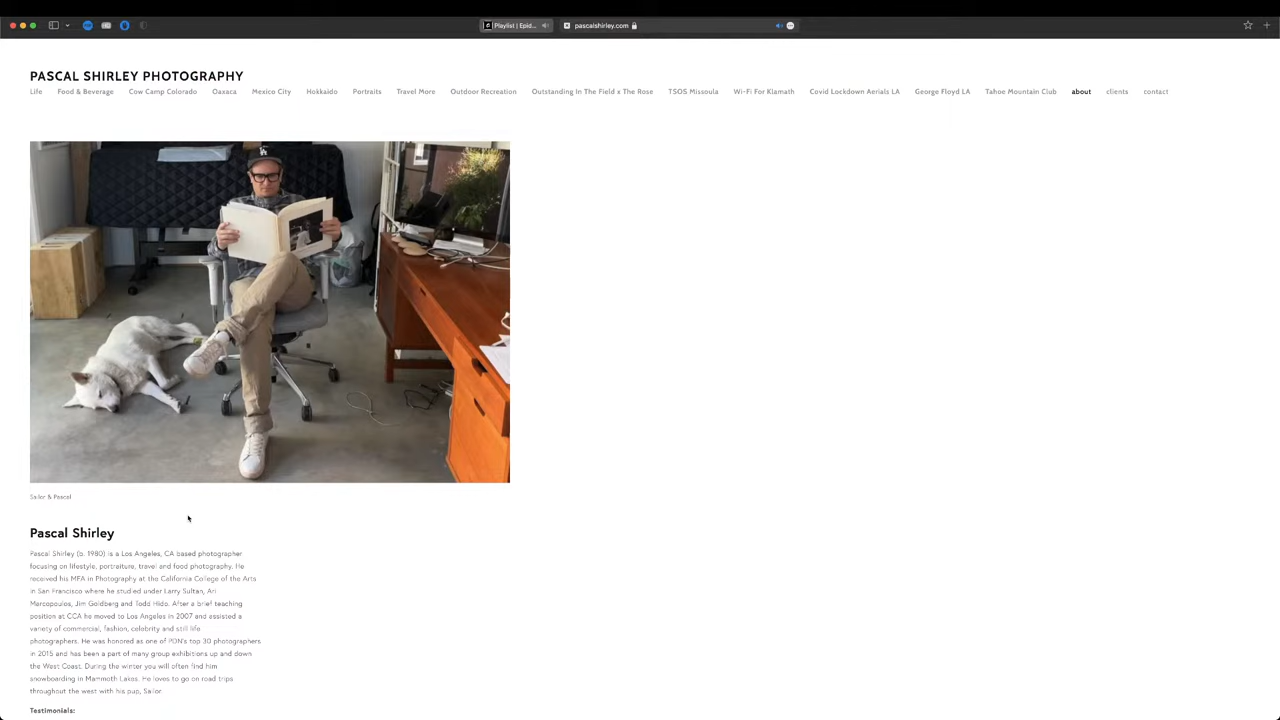 Playlist | Epid...
pascalshirley.com
PASCAL SHIRLEY PHOTOGRAPHY
Life Food & Beverage Cow Camp Colorado Oaxaca Mexico City Hokkaido Portraits Travel More Outdoor Recreation Outstanding In The Field x The Rose TSOS Missoula Wi-Fi For Klamath Covid Lockdown Aerials LA George Floyd LA Tahoe Mountain Club about clients contact
Sailor & Pascal
Pascal Shirley
Pascal Shirley (b. 1980) is a Los Angeles, CA based photographer
focusing on lifestyle, portraiture, travel and food photography. He
received his MFA in Photography at the California College of the Arts
in San Francisco where he studied under Larry Sultan, Ari
Marcopoulos, Jim Goldberg and Todd Hido. After a brief teaching
position at CCA he moved to Los Angeles in 2007 and assisted a
variety of commercial, fashion, celebrity and still life
photographers. He was honored as one of PDN's top 30 photographers
in 2015 and has been a part of many group exhibitions up and down
the West Coast. During the winter you will often find him
snowboarding in Mammoth Lakes. He loves to go on road trips
throughout the west with his pup, Sailor.
Testimonials: